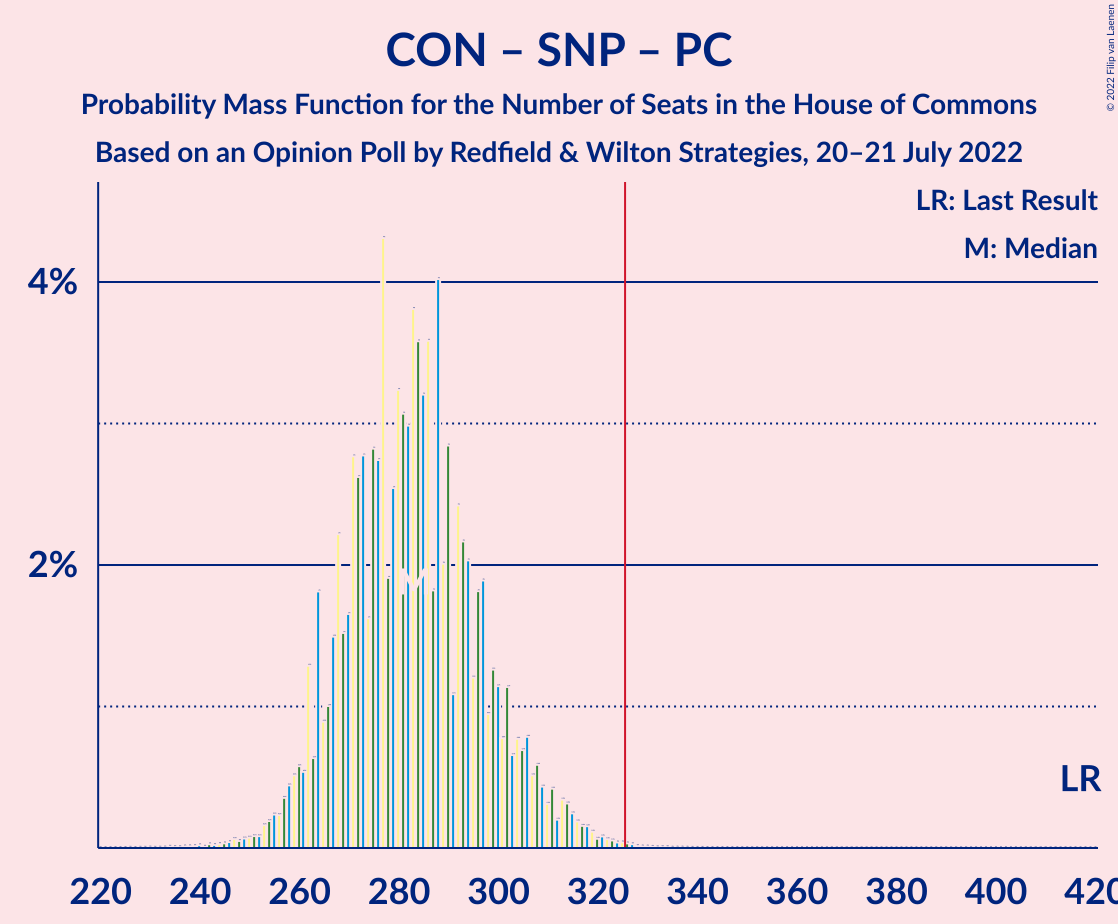 CON – SNP – PC
Probability Mass Function for the Number of Seats in the House of Commons
Based on an Opinion Poll by Redfield & Wilton Strategies, 20–21 July 2022
© 2022 Filip van Laenen
LR: Last Result
M: Median
4%
2%
M
LR
220 240 260 280 300 320 340 360 380 400 420